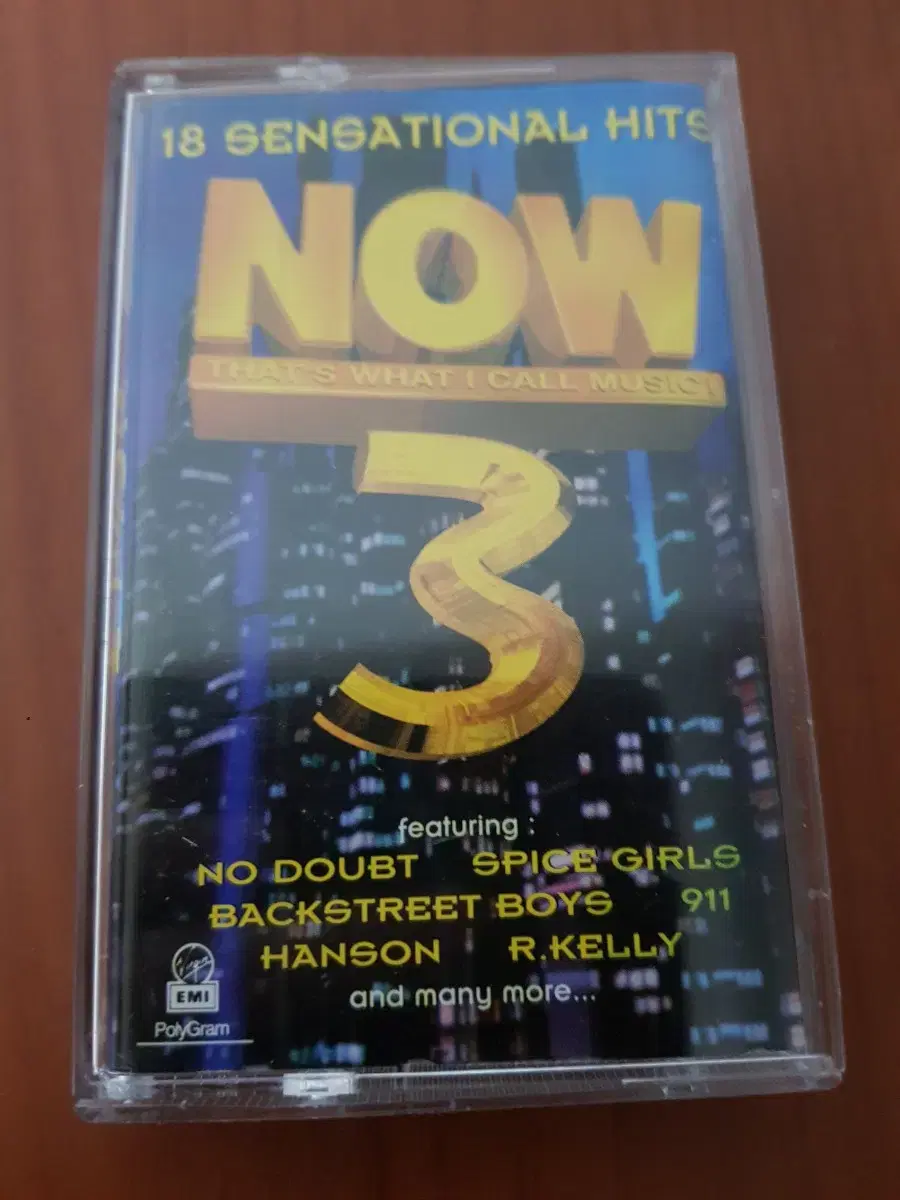 18 SENSATIONAL HITS
NOW
THAT'S WHAT I CALL MUSIC!
3
featuring :
NO DOUBT SPICE GIRLS
BACKSTREET BOYS 911
HANSON R.KELLY
and many more...
Virgin
EMI
PolyGram